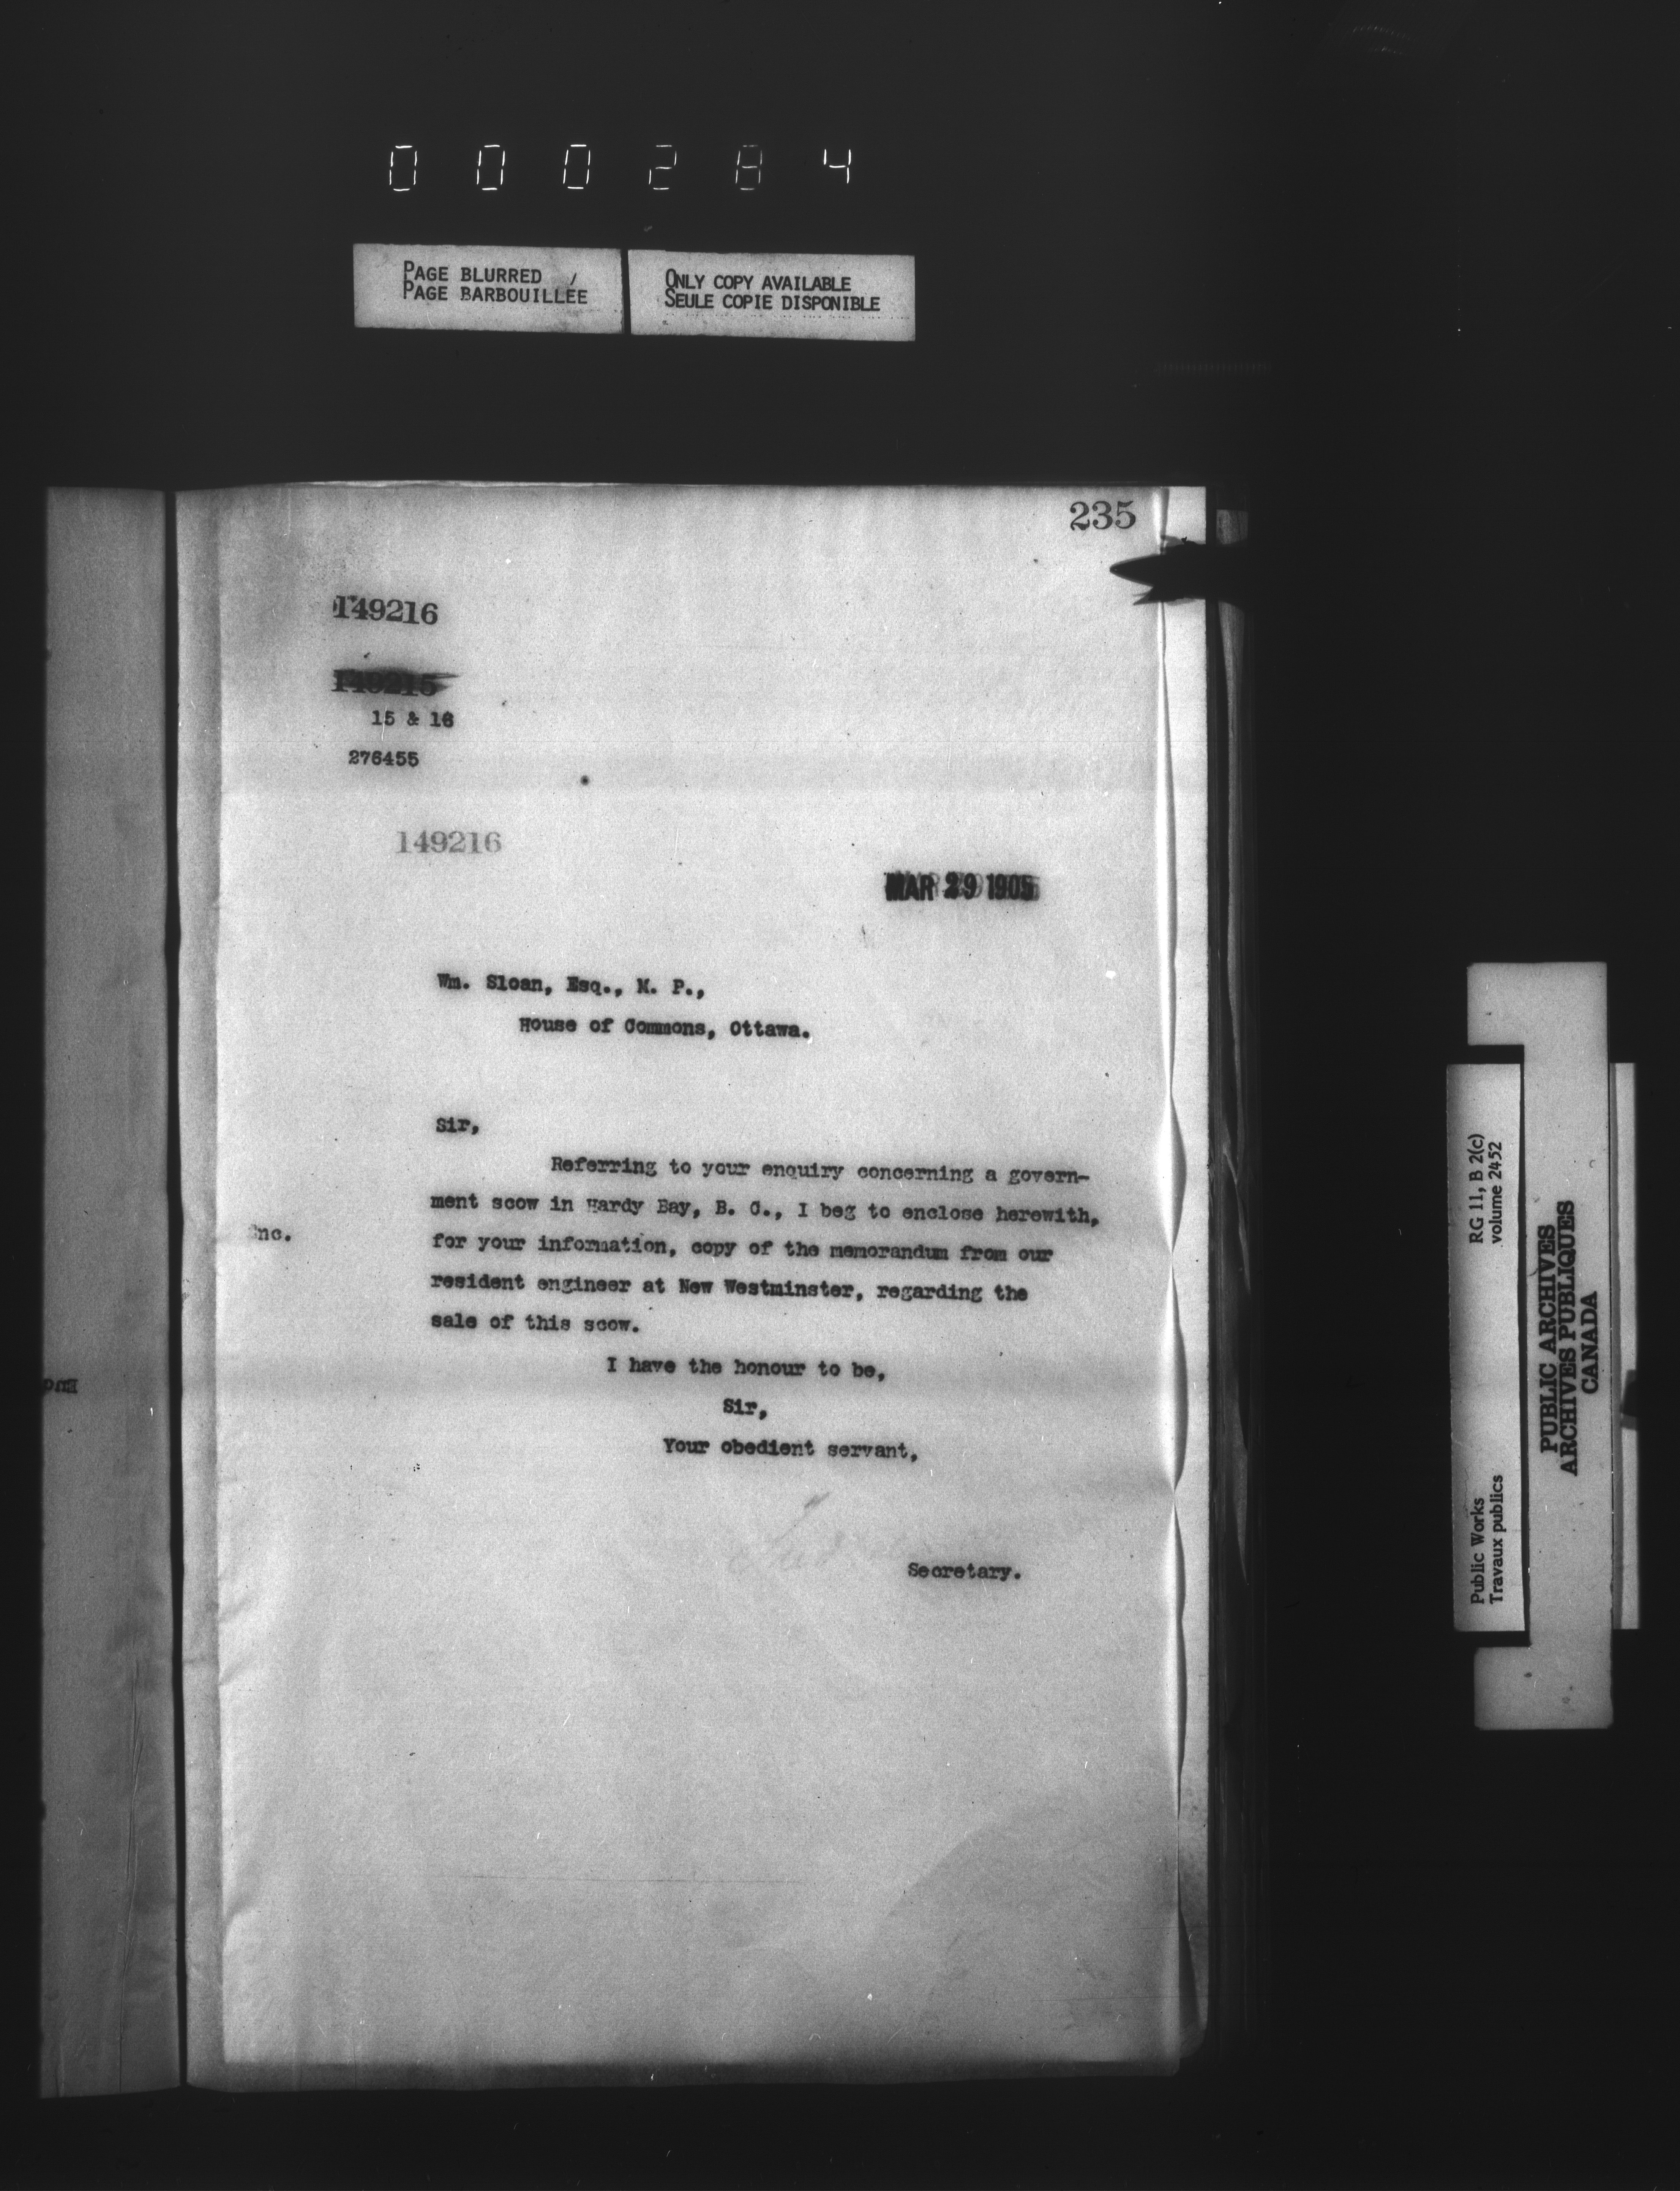 000284
PAGE BLURRED /
PAGE BARBOUILLÉE
ONLY COPY AVAILABLE
SEULE COPIE DISPONIBLE
235
149216
149215
15 & 16
276455
149216
MAR 29 1905
Wm. Sloan, Esq., M. P.,
House of Commons, Ottawa.
Sir,
Referring to your enquiry concerning a govern-
ment scow in Hardy Bay, B. C., I beg to enclose herewith,
Enc.
for your information, copy of the memorandum from our
resident engineer at New Westminster, regarding the
sale of this scow.
I have the honour to be,
Sir,
Your obedient servant,
Secretary.
Public Works
Travaux publics
RG 11, B 2(c)
volume 2452
PUBLIC ARCHIVES
ARCHIVES PUBLIQUES
CANADA